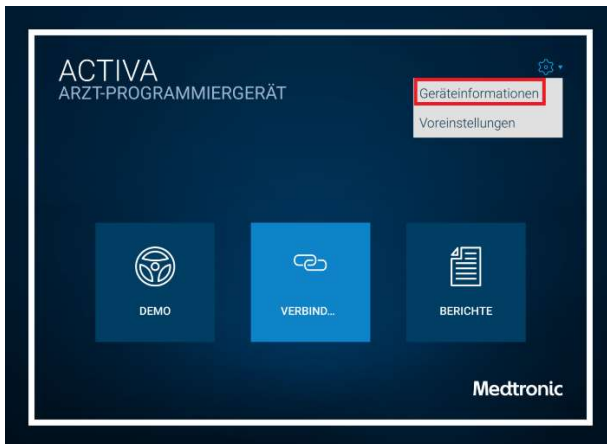 ACTIVA
ARZT-PROGRAMMIERGERÄT
Geräteinformationen
Voreinstellungen
DEMO
VERBIND...
BERICHTE
Medtronic